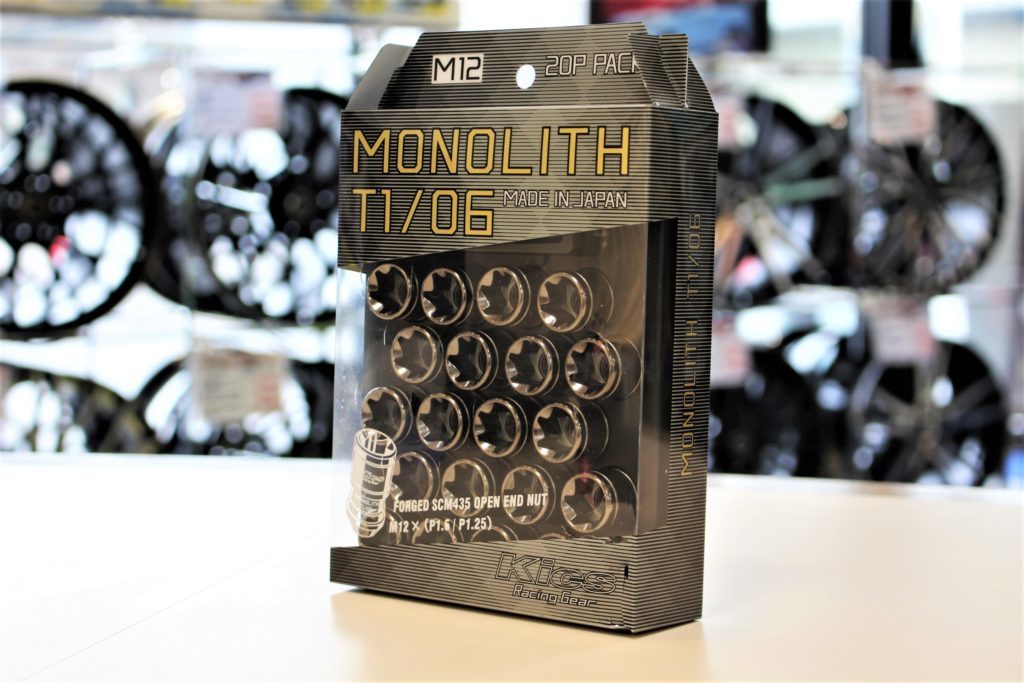 M12
20P PACK
MONOLITH
T1/06
MADE IN JAPAN
MONOLITH T1/06
FORGED SCM435 OPEN END NUT
M12 × (P1.5 / P1.25)
Kics
Racing Gear